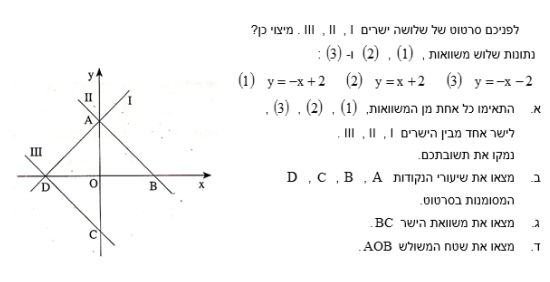 לפניכם סרטוט של שלושה ישרים I , II , III . מיצוי כן?
נתונות שלוש משוואות , (1) , (2) ו- (3) :
(1) y = −x + 2 (2) y = x + 2 (3) y = −x − 2
א. התאימו כל אחת מן המשוואות, (1) , (2) , (3) ,
לישר אחד מבין הישרים I , II , III .
נמקו את תשובתכם.
ב. מצאו את שיעורי הנקודות D , C , B , A
המסומנות בסרטוט.
ג. מצאו את משוואת הישר BC.
ד. מצאו את שטח המשולש AOB.
y
II
I
A
III
D
O
B
x
C